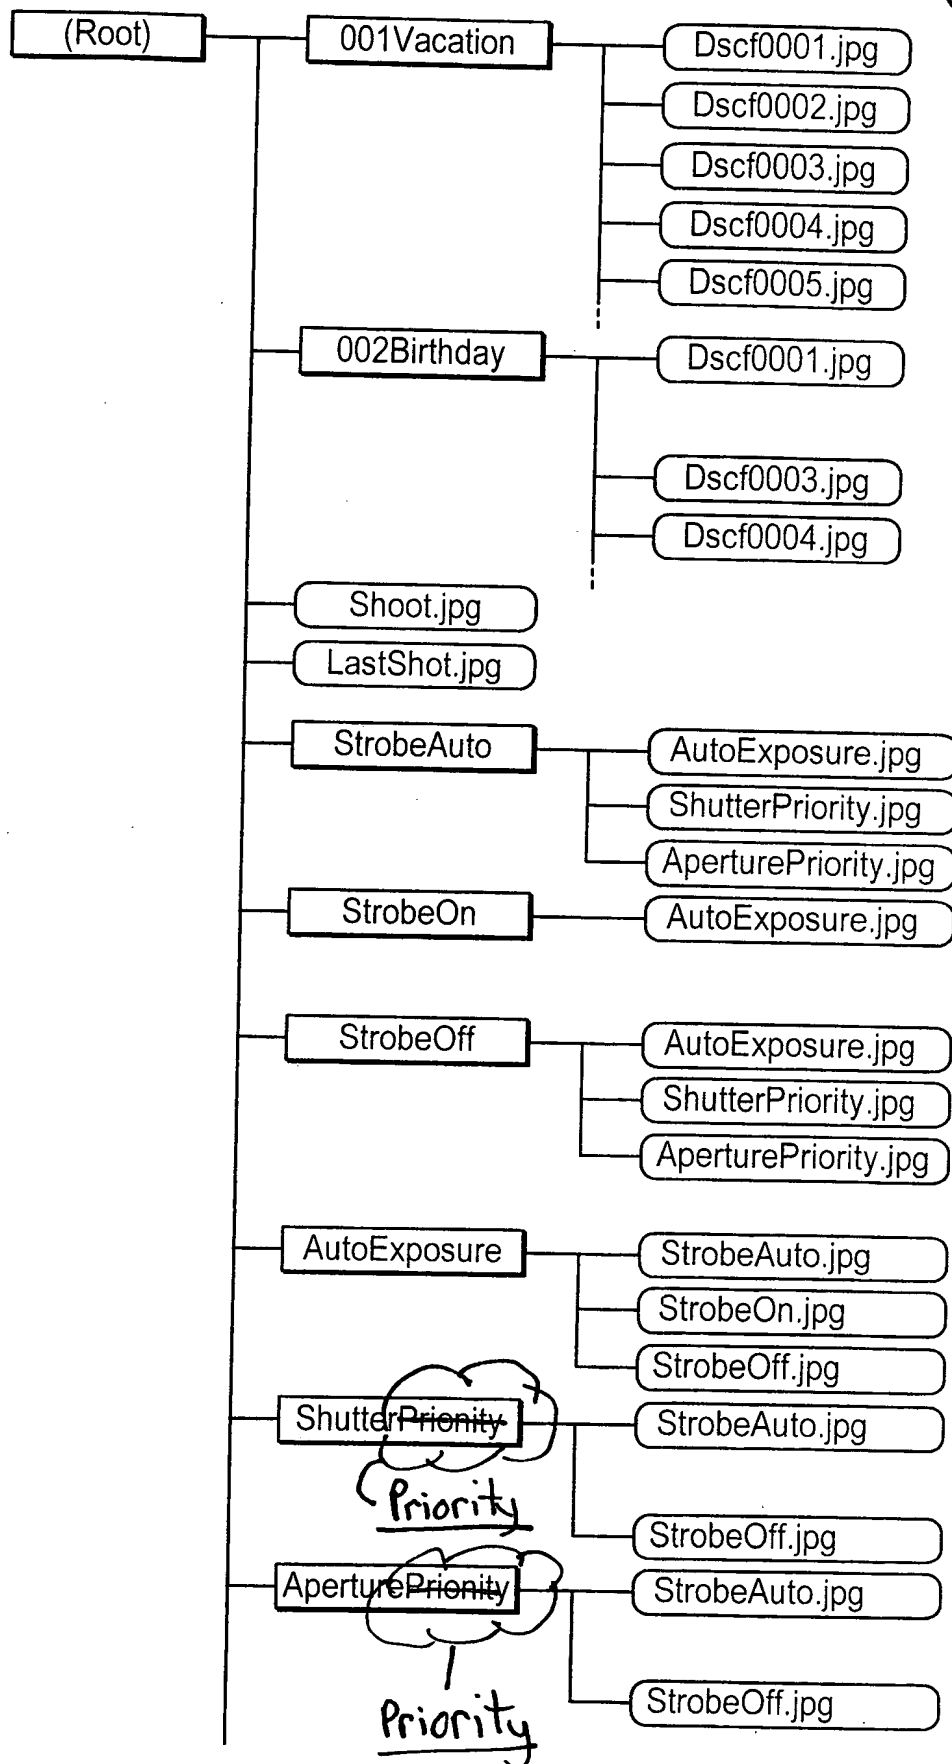 (Root)
001Vacation
Dscf0001.jpg
Dscf0002.jpg
Dscf0003.jpg
Dscf0004.jpg
Dscf0005.jpg
002Birthday
Dscf0001.jpg
Dscf0003.jpg
Dscf0004.jpg
Shoot.jpg
LastShot.jpg
StrobeAuto
AutoExposure.jpg
ShutterPriority.jpg
AperturePriority.jpg
StrobeOn
AutoExposure.jpg
StrobeOff
AutoExposure.jpg
ShutterPriority.jpg
AperturePriority.jpg
AutoExposure
StrobeAuto.jpg
StrobeOn.jpg
StrobeOff.jpg
ShutterPrionity
StrobeAuto.jpg
Priority
StrobeOff.jpg
AperturePrionity
StrobeAuto.jpg
StrobeOff.jpg
Priority